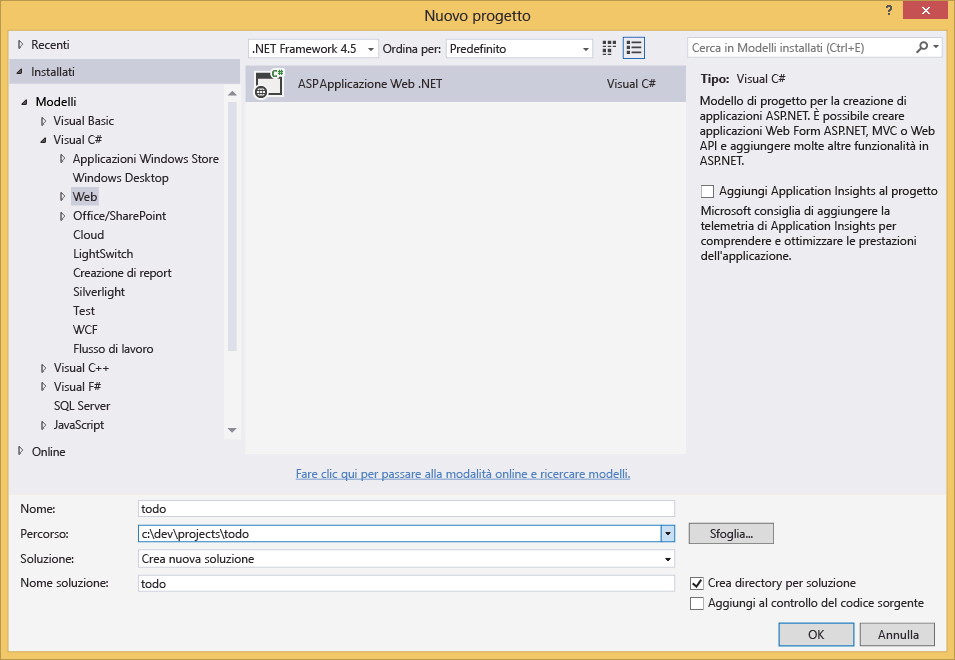 Nuovo progetto
?
Recenti
Installati
Modelli
Visual Basic
Visual C#
Applicazioni Windows Store
Windows Desktop
Web
Office/SharePoint
Cloud
LightSwitch
Creazione di report
Silverlight
Test
WCF
Flusso di lavoro
Visual C++
Visual F#
SQL Server
JavaScript
Online
.NET Framework 4.5
Ordina per:
Predefinito
C#
ASPApplicazione Web .NET
Visual C#
Fare clic qui per passare alla modalità online e ricercare modelli.
Cerca in Modelli installati (Ctrl+E)
Tipo: Visual C#
Modello di progetto per la creazione di
applicazioni ASP.NET. È possibile creare
applicazioni Web Form ASP.NET, MVC o Web
API e aggiungere molte altre funzionalità in
ASP.NET.
Aggiungi Application Insights al progetto
Microsoft consiglia di aggiungere la
telemetria di Application Insights per
comprendere e ottimizzare le prestazioni
dell'applicazione.
Nome:
todo
Percorso:
c:\dev\projects\todo
Sfoglia...
Soluzione:
Crea nuova soluzione
Nome soluzione:
todo
Crea directory per soluzione
Aggiungi al controllo del codice sorgente
OK
Annulla